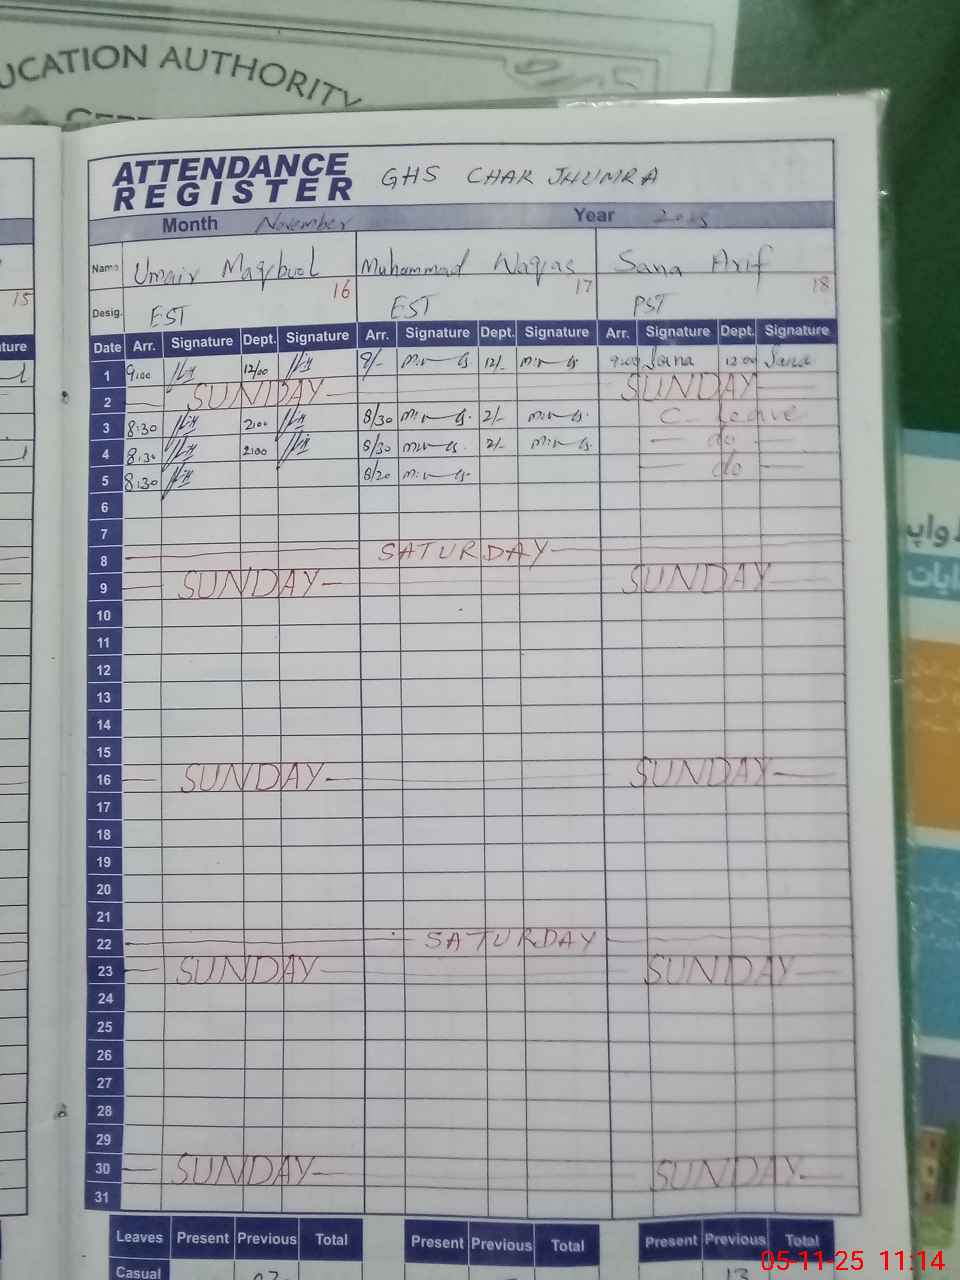 UCATION AUTHORITY
ATTENDANCE REGISTER GHS CHAK JHUMRA
Month November Year 2025
Name Umair Maqbool Muhammad Waqas Sana Arif
15 16 17 18
Desig. EST EST PST
ture Date Arr. Signature Dept. Signature Arr. Signature Dept. Signature Arr. Signature Dept. Signature
1 9:00 12/00 9/- 12/- 9:00 Sana 12:00 Sana
2 SUNDAY SUNDAY
3 8:30 2:00 8/30 2/- C- leave
4 8:30 2:00 8/30 2/- — do —
5 8:30 8/20 — do —
6
7
8 SATURDAY
9 SUNDAY SUNDAY
10
11
12
13
14
15
16 SUNDAY SUNDAY
17
18
19
20
21
22 SATURDAY
23 SUNDAY SUNDAY
24
25
26
27
28
29
30 SUNDAY SUNDAY
31
Leaves Present Previous Total Present Previous Total Present Previous Total
Casual 13
05-11-25 11:14